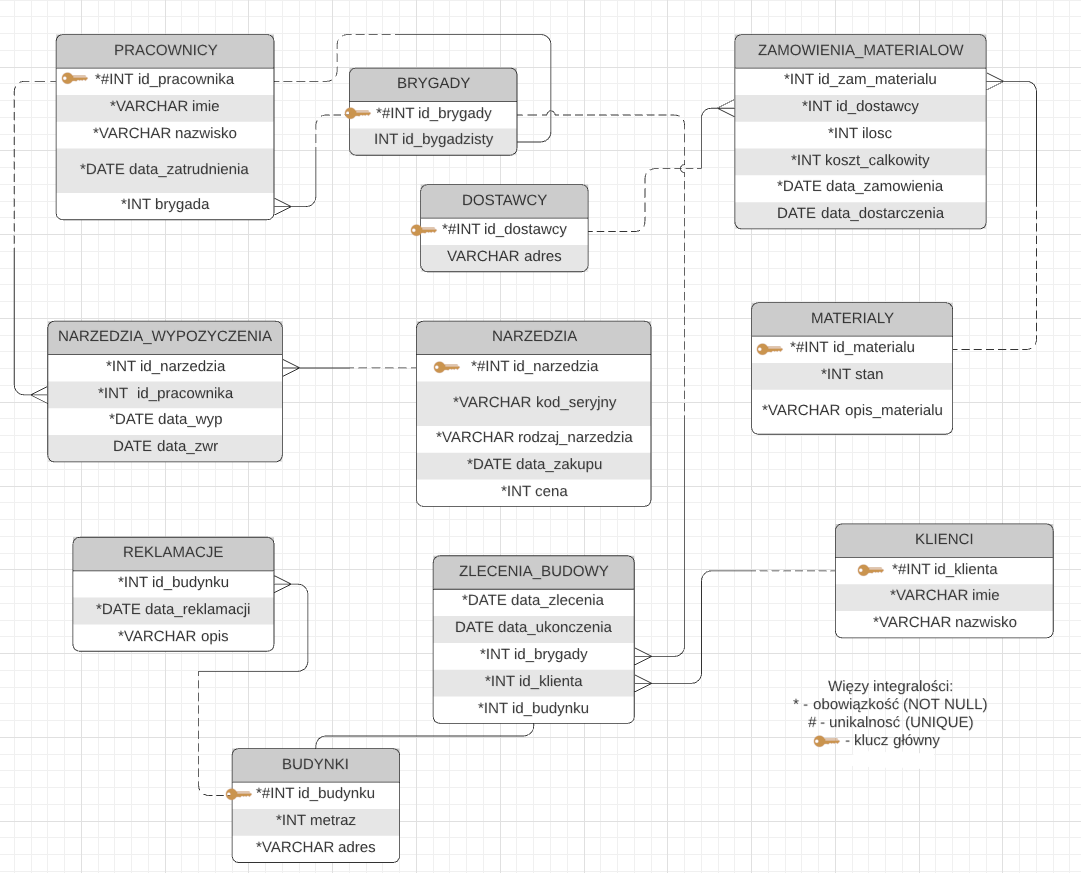 PRACOWNICY
*#INT id_pracownika
*VARCHAR imie
*VARCHAR nazwisko
*DATE data_zatrudnienia
*INT brygada
BRYGADY
*#INT id_brygady
INT id_bygadzisty
DOSTAWCY
*#INT id_dostawcy
VARCHAR adres
ZAMOWIENIA_MATERIALOW
*INT id_zam_materialu
*INT id_dostawcy
*INT ilosc
*INT koszt_calkowity
*DATE data_zamowienia
DATE data_dostarczenia
NARZEDZIA_WYPOZYCZENIA
*INT id_narzedzia
*INT id_pracownika
*DATE data_wyp
DATE data_zwr
NARZEDZIA
*#INT id_narzedzia
*VARCHAR kod_seryjny
*VARCHAR rodzaj_narzedzia
*DATE data_zakupu
*INT cena
MATERIALY
*#INT id_materialu
*INT stan
*VARCHAR opis_materialu
REKLAMACJE
*INT id_budynku
*DATE data_reklamacji
*VARCHAR opis
ZLECENIA_BUDOWY
*DATE data_zlecenia
DATE data_ukonczenia
*INT id_brygady
*INT id_klienta
*INT id_budynku
KLIENCI
*#INT id_klienta
*VARCHAR imie
*VARCHAR nazwisko
Więzy integralości:
* - obowiązkość (NOT NULL)
# - unikalnosć (UNIQUE)
- klucz główny
BUDYNKI
*#INT id_budynku
*INT metraz
*VARCHAR adres